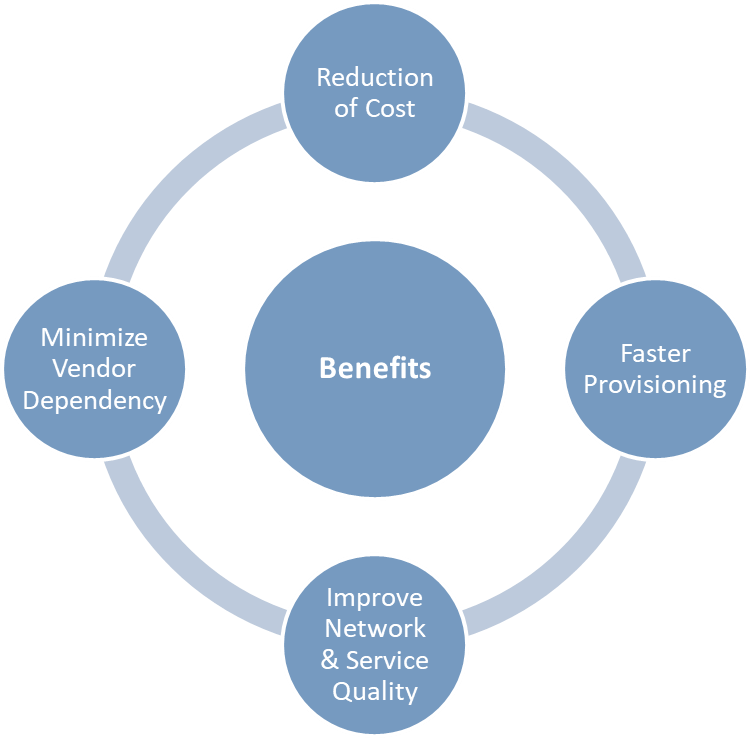 Reduction
of Cost
Minimize
Vendor
Dependency
Benefits
Faster
Provisioning
Improve
Network
& Service
Quality